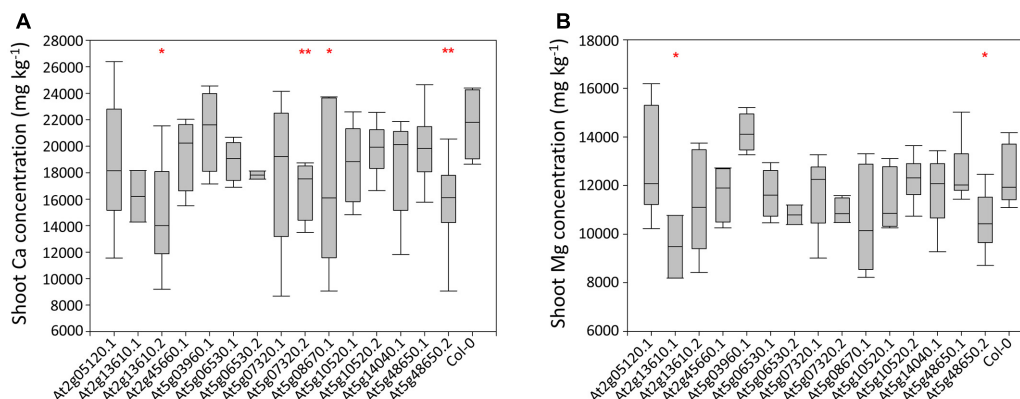 A
Shoot Ca concentration (mg kg-1)
28000
26000
24000
22000
20000
18000
16000
14000
12000
10000
8000
6000
*
**
*
**
At2g05120.1
At2g13610.1
At2g13610.2
At2g45660.1
At5g03960.1
At5g06530.1
At5g06530.2
At5g07320.1
At5g07320.2
At5g08670.1
At5g10520.1
At5g10520.2
At5g14040.1
At5g48650.1
At5g48650.2
Col-0
B
Shoot Mg concentration (mg kg-1)
18000
16000
14000
12000
10000
8000
6000
*
*
At2g05120.1
At2g13610.1
At2g13610.2
At2g45660.1
At5g03960.1
At5g06530.1
At5g06530.2
At5g07320.1
At5g07320.2
At5g08670.1
At5g10520.1
At5g10520.2
At5g14040.1
At5g48650.1
At5g48650.2
Col-0